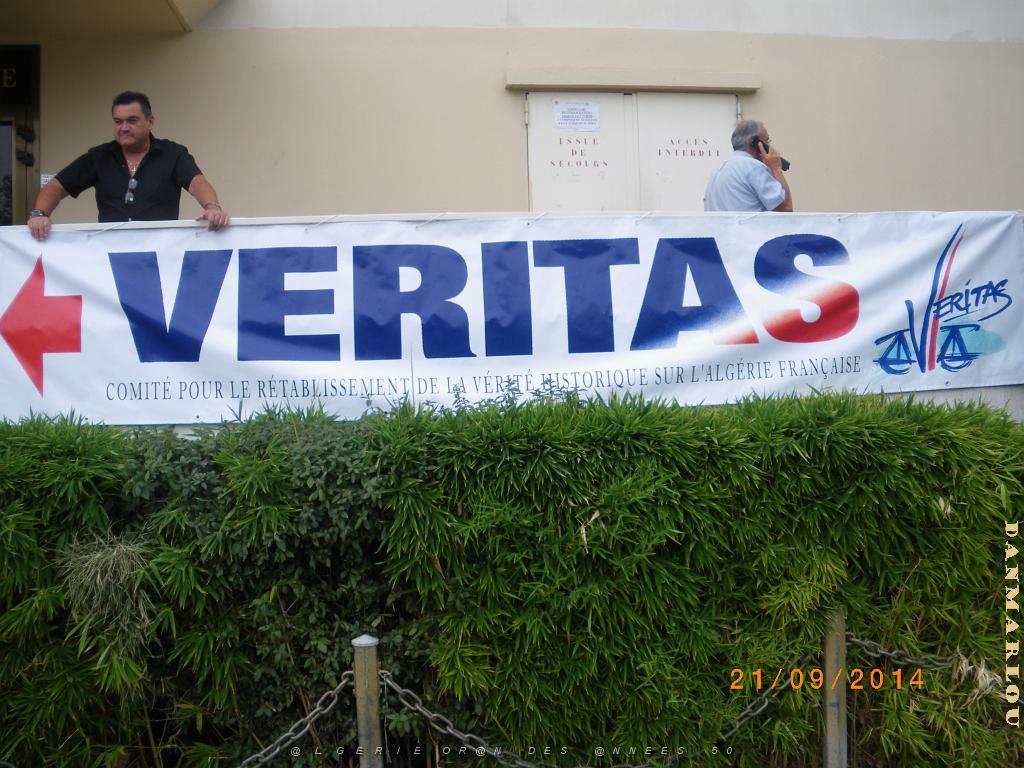 E
ISSUE
DE
SECOURS
ACCES
INTERDIT
VERITAS
COMITÉ POUR LE RÉTABLISSEMENT DE LA VÉRITÉ HISTORIQUE SUR L'ALGÉRIE FRANÇAISE
VERITAS
DANMARLOU
21/09/2014
@LGERIE OR@N DES @NNEES 50